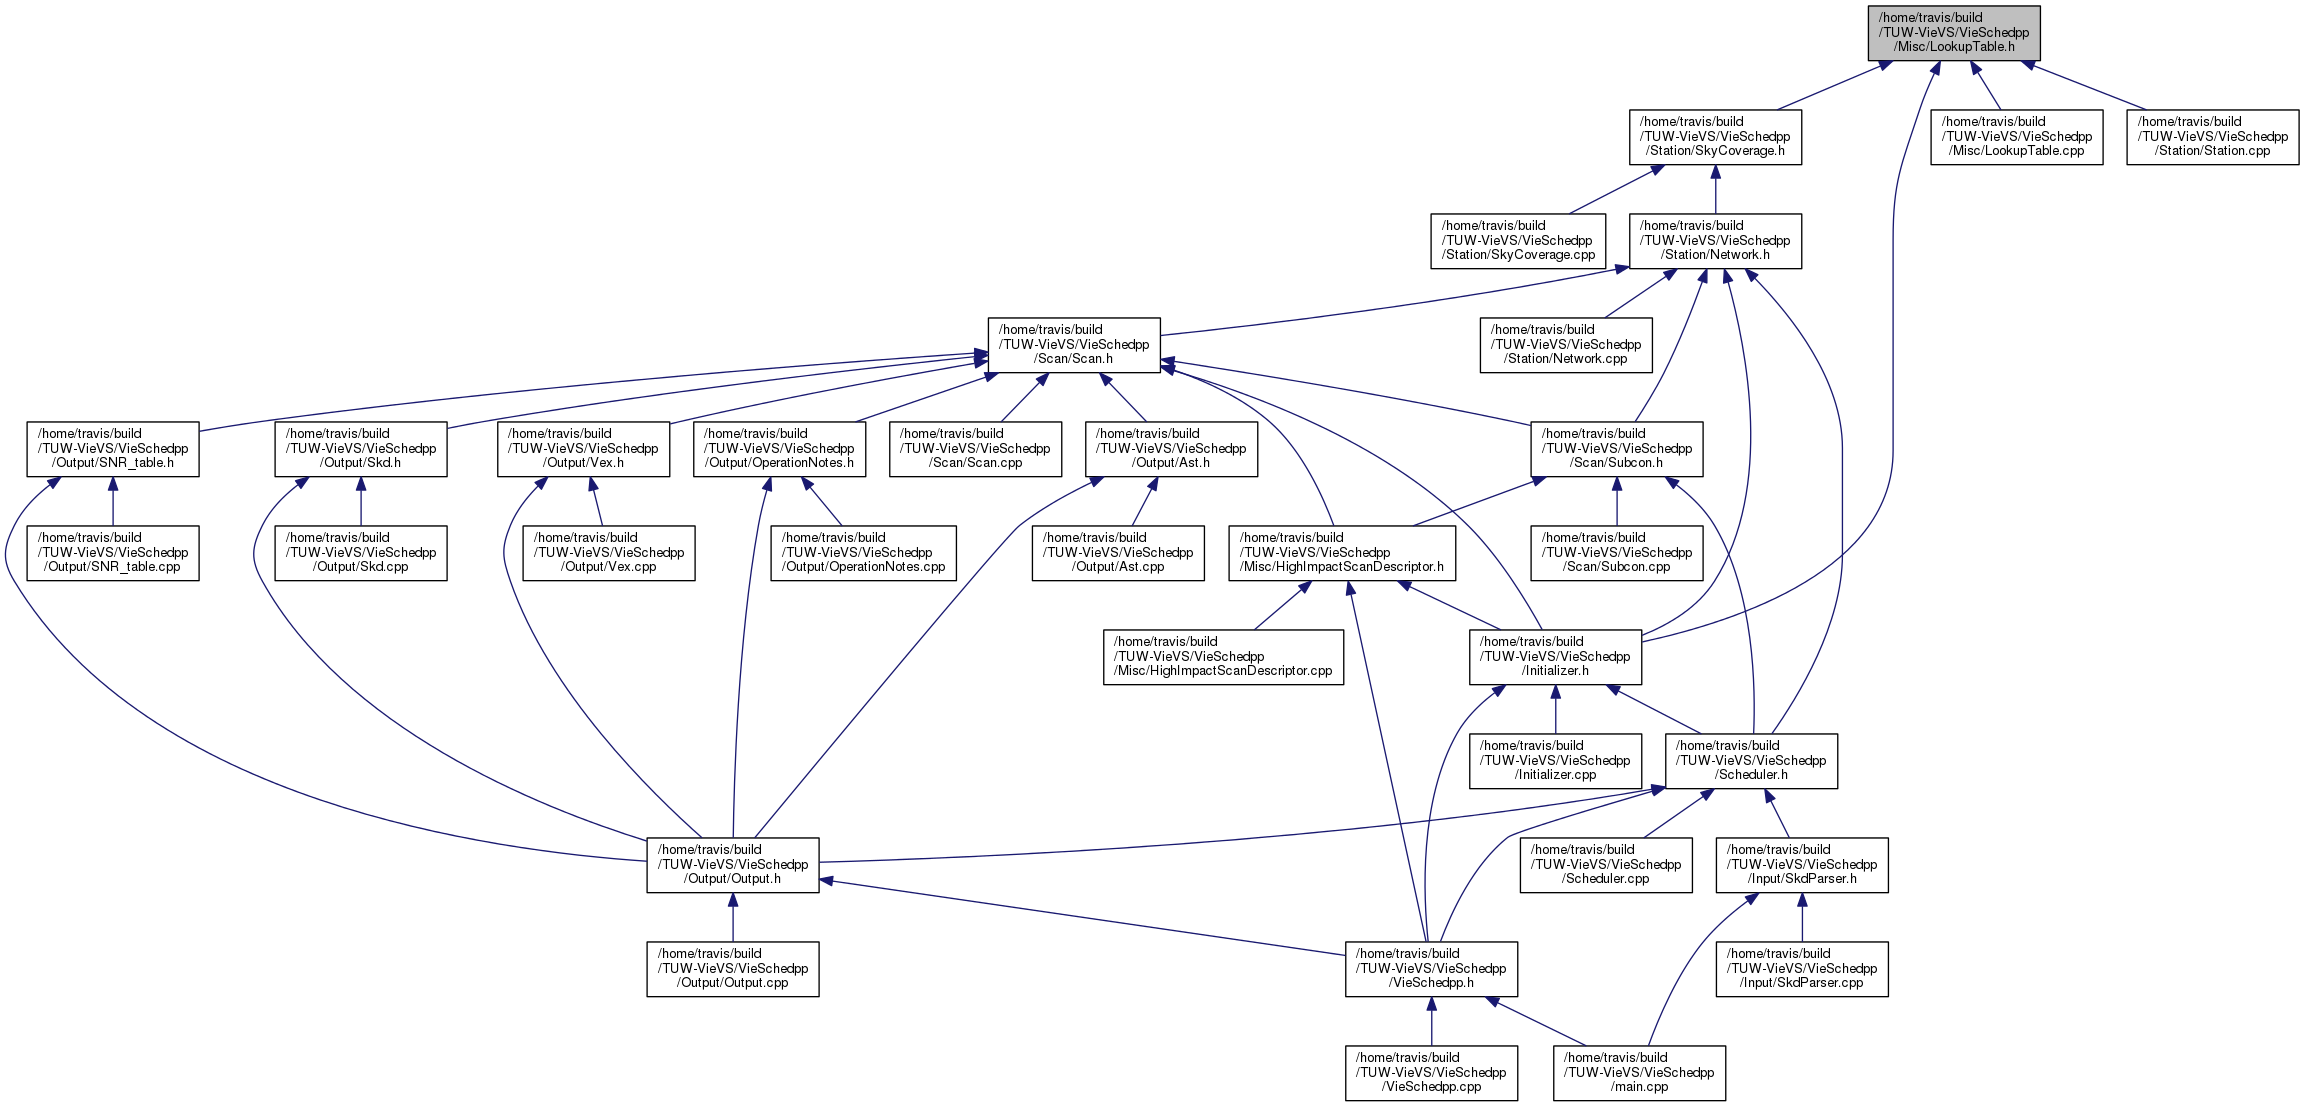 /home/travis/build
/TUW-VieVS/VieSchedpp
/Misc/LookupTable.h
/home/travis/build
/TUW-VieVS/VieSchedpp
/Station/SkyCoverage.h
/home/travis/build
/TUW-VieVS/VieSchedpp
/Misc/LookupTable.cpp
/home/travis/build
/TUW-VieVS/VieSchedpp
/Station/Station.cpp
/home/travis/build
/TUW-VieVS/VieSchedpp
/Station/SkyCoverage.cpp
/home/travis/build
/TUW-VieVS/VieSchedpp
/Station/Network.h
/home/travis/build
/TUW-VieVS/VieSchedpp
/Scan/Scan.h
/home/travis/build
/TUW-VieVS/VieSchedpp
/Station/Network.cpp
/home/travis/build
/TUW-VieVS/VieSchedpp
/Output/SNR_table.h
/home/travis/build
/TUW-VieVS/VieSchedpp
/Output/Skd.h
/home/travis/build
/TUW-VieVS/VieSchedpp
/Output/Vex.h
/home/travis/build
/TUW-VieVS/VieSchedpp
/Output/OperationNotes.h
/home/travis/build
/TUW-VieVS/VieSchedpp
/Scan/Scan.cpp
/home/travis/build
/TUW-VieVS/VieSchedpp
/Output/Ast.h
/home/travis/build
/TUW-VieVS/VieSchedpp
/Scan/Subcon.h
/home/travis/build
/TUW-VieVS/VieSchedpp
/Output/SNR_table.cpp
/home/travis/build
/TUW-VieVS/VieSchedpp
/Output/Skd.cpp
/home/travis/build
/TUW-VieVS/VieSchedpp
/Output/Vex.cpp
/home/travis/build
/TUW-VieVS/VieSchedpp
/Output/OperationNotes.cpp
/home/travis/build
/TUW-VieVS/VieSchedpp
/Output/Ast.cpp
/home/travis/build
/TUW-VieVS/VieSchedpp
/Misc/HighImpactScanDescriptor.h
/home/travis/build
/TUW-VieVS/VieSchedpp
/Scan/Subcon.cpp
/home/travis/build
/TUW-VieVS/VieSchedpp
/Misc/HighImpactScanDescriptor.cpp
/home/travis/build
/TUW-VieVS/VieSchedpp
/Initializer.h
/home/travis/build
/TUW-VieVS/VieSchedpp
/Initializer.cpp
/home/travis/build
/TUW-VieVS/VieSchedpp
/Scheduler.h
/home/travis/build
/TUW-VieVS/VieSchedpp
/Output/Output.h
/home/travis/build
/TUW-VieVS/VieSchedpp
/Scheduler.cpp
/home/travis/build
/TUW-VieVS/VieSchedpp
/Input/SkdParser.h
/home/travis/build
/TUW-VieVS/VieSchedpp
/Output/Output.cpp
/home/travis/build
/TUW-VieVS/VieSchedpp
/VieSchedpp.h
/home/travis/build
/TUW-VieVS/VieSchedpp
/Input/SkdParser.cpp
/home/travis/build
/TUW-VieVS/VieSchedpp
/VieSchedpp.cpp
/home/travis/build
/TUW-VieVS/VieSchedpp
/main.cpp